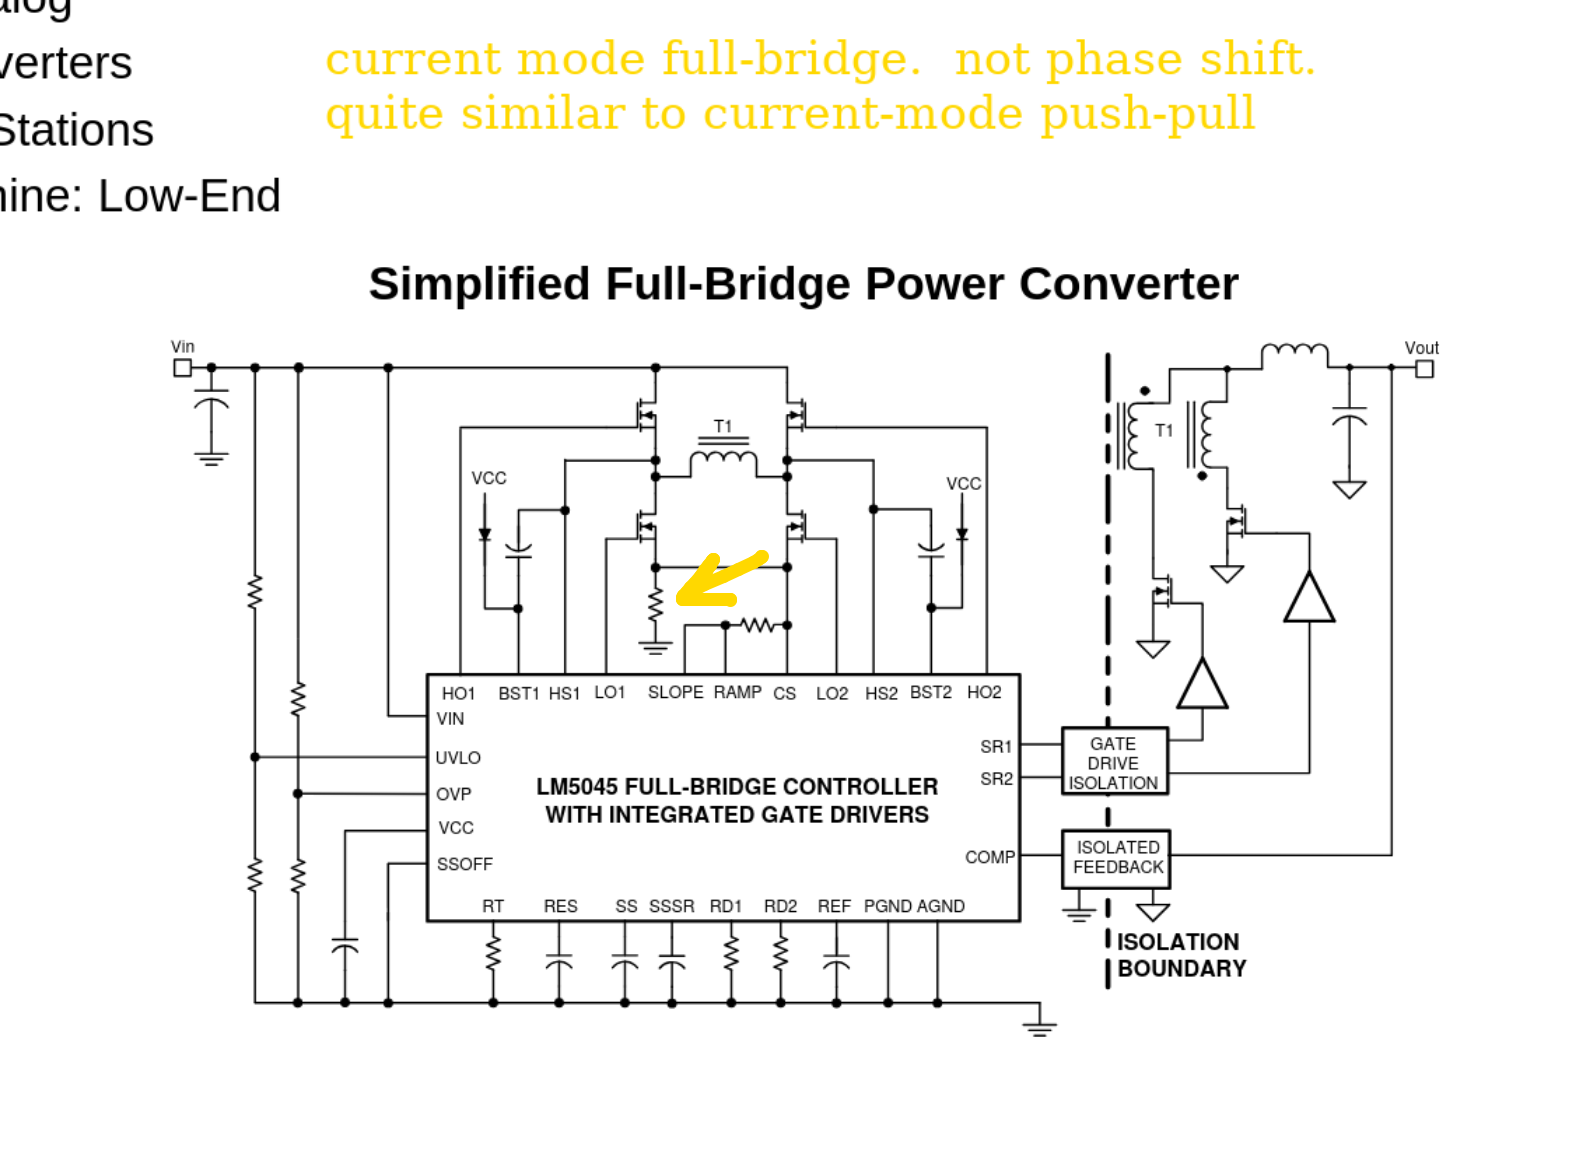 alog
verters
current mode full-bridge.  not phase shift.
Stations
quite similar to current-mode push-pull
hine: Low-End
Simplified Full-Bridge Power Converter
Vin
Vout
T1
T1
VCC
VCC
HO1 BST1 HS1 LO1 SLOPE RAMP CS LO2 HS2 BST2 HO2
VIN
UVLO
OVP
VCC
SSOFF
LM5045 FULL-BRIDGE CONTROLLER
WITH INTEGRATED GATE DRIVERS
SR1
SR2
COMP
GATE
DRIVE
ISOLATION
ISOLATED
FEEDBACK
RT RES SS SSSR RD1 RD2 REF PGND AGND
ISOLATION
BOUNDARY